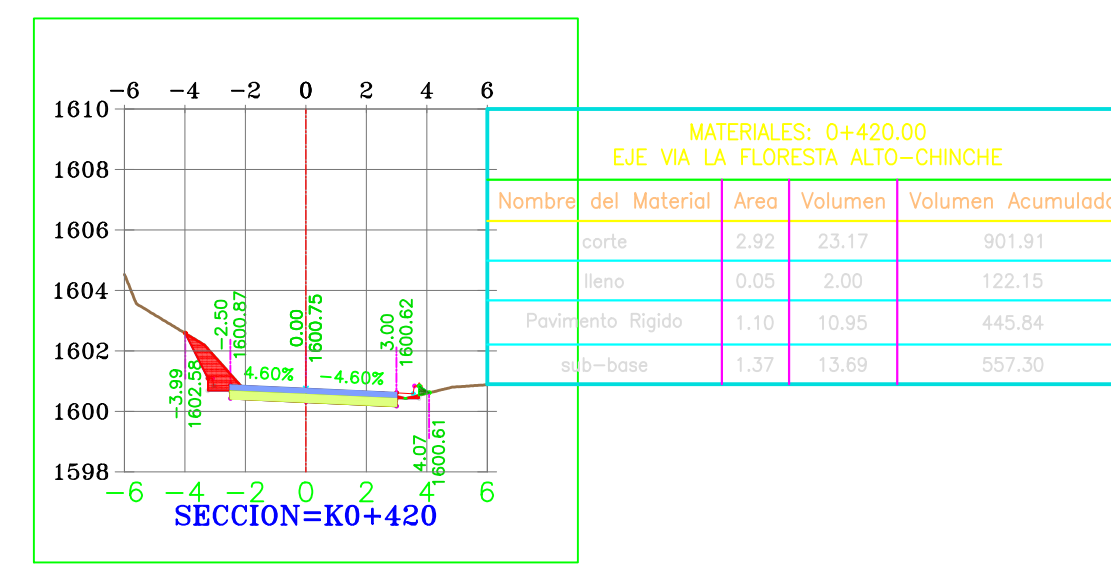 −6 −4 −2 0 2 4 6
1610
1608
1606
1604
1602
1600
1598
−2.50
1600.87
0.00
1600.75
3.00
1600.62
4.60% −4.60%
−3.99
1602.58
4.07
1600.61
−6 −4 −2 0 2 4 6
SECCION=K0+420
MATERIALES: 0+420.00
EJE VIA LA FLORESTA ALTO−CHINCHE
Nombre del Material Area Volumen Volumen Acumulado
corte 2.92 23.17 901.91
lleno 0.05 2.00 122.15
Pavimento Rigido 1.10 10.95 445.84
sub−base 1.37 13.69 557.30